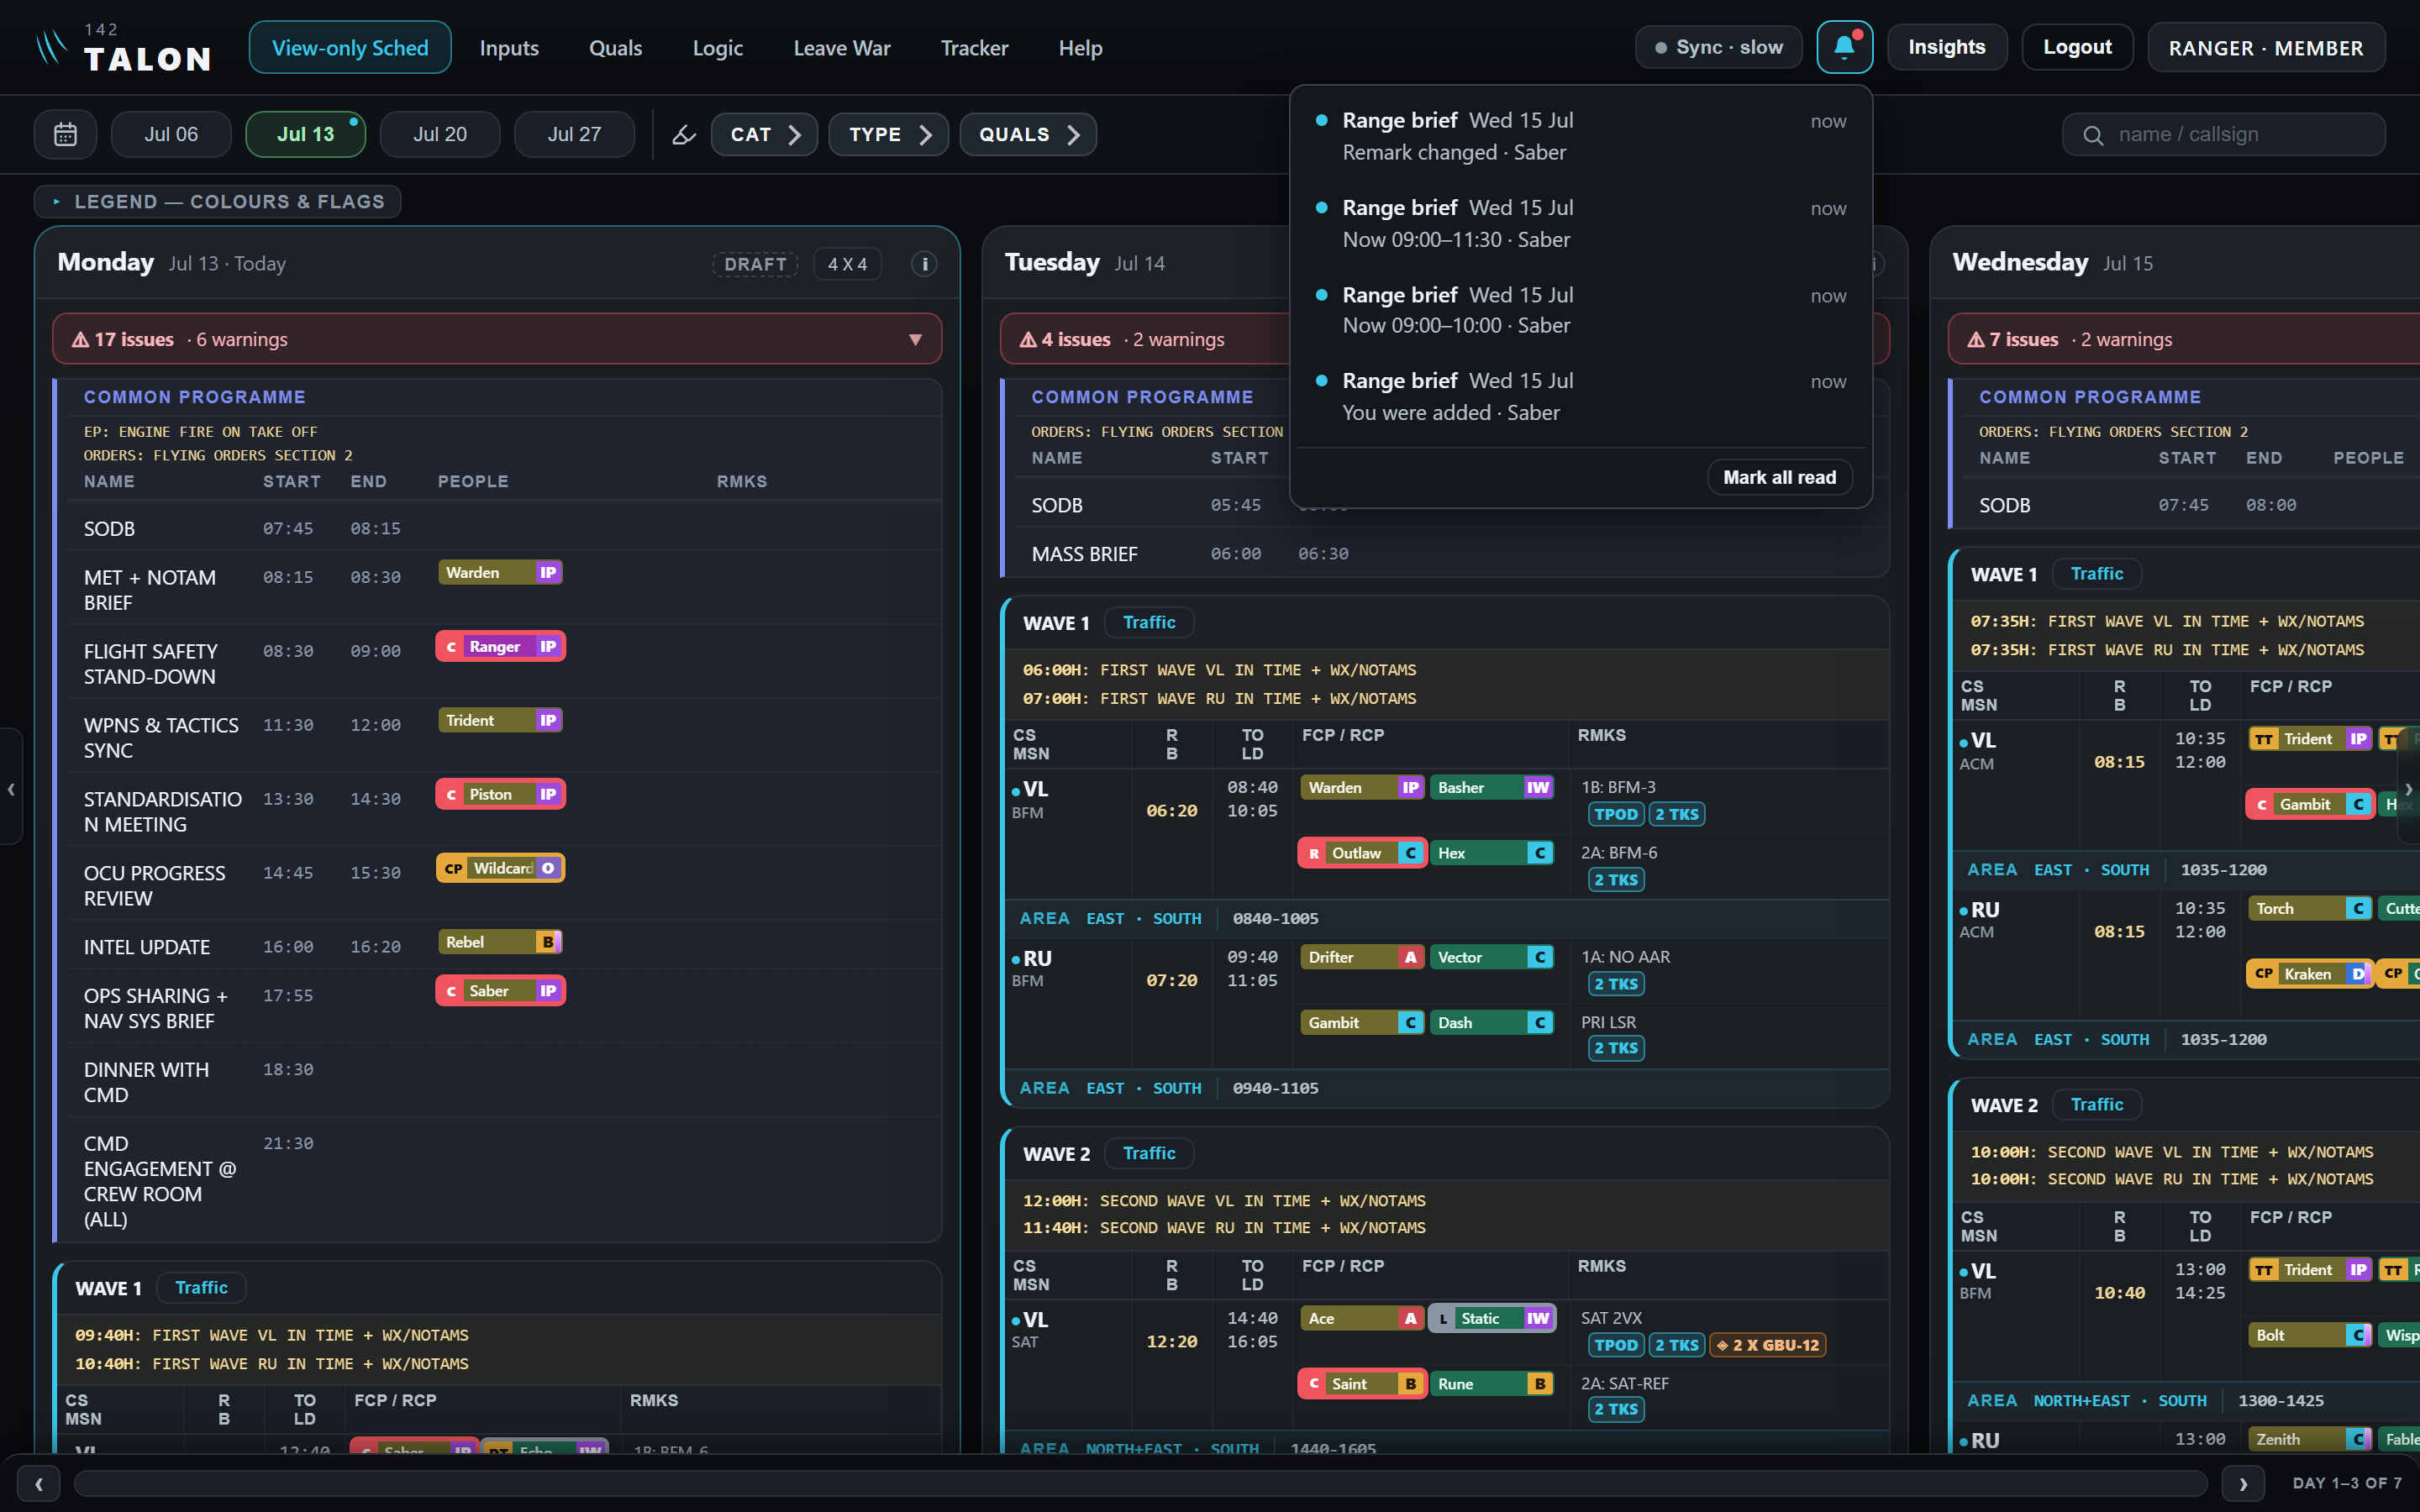 142
TALON
View-only Sched
Inputs
Quals
Logic
Leave War
Tracker
Help
Sync · slow
Insights
Logout
RANGER · MEMBER
Jul 06
Jul 13
Jul 20
Jul 27
CAT
TYPE
QUALS
name / callsign
LEGEND — COLOURS & FLAGS
Range brief Wed 15 Jul now
Remark changed · Saber
Range brief Wed 15 Jul now
Now 09:00–11:30 · Saber
Range brief Wed 15 Jul now
Now 09:00–10:00 · Saber
Range brief Wed 15 Jul now
You were added · Saber
Mark all read
Monday Jul 13 · Today DRAFT 4 X 4 i
17 issues · 6 warnings
COMMON PROGRAMME
EP: ENGINE FIRE ON TAKE OFF
ORDERS: FLYING ORDERS SECTION 2
NAME START END PEOPLE RMKS
SODB 07:45 08:15
MET + NOTAM BRIEF 08:15 08:30 Warden IP
FLIGHT SAFETY STAND-DOWN 08:30 09:00 C Ranger IP
WPNS & TACTICS SYNC 11:30 12:00 Trident IP
STANDARDISATIO
N MEETING 13:30 14:30 C Piston IP
OCU PROGRESS REVIEW 14:45 15:30 CP Wildcard O
INTEL UPDATE 16:00 16:20 Rebel B
OPS SHARING + NAV SYS BRIEF 17:55 C Saber IP
DINNER WITH CMD 18:30
CMD ENGAGEMENT @ CREW ROOM (ALL) 21:30
WAVE 1 Traffic
09:40H: FIRST WAVE VL IN TIME + WX/NOTAMS
10:40H: FIRST WAVE RU IN TIME + WX/NOTAMS
CS MSN R B TO LD FCP / RCP RMKS
VL 12:40 C Saber IP Echo IW 1B: BFM-6
Tuesday Jul 14
4 issues · 2 warnings
COMMON PROGRAMME
ORDERS: FLYING ORDERS SECTION
NAME START
SODB 05:45
MASS BRIEF 06:00 06:30
WAVE 1 Traffic
06:00H: FIRST WAVE VL IN TIME + WX/NOTAMS
07:00H: FIRST WAVE RU IN TIME + WX/NOTAMS
CS MSN R B TO LD FCP / RCP RMKS
VL BFM 06:20 08:40 10:05 Warden IP Basher IW 1B: BFM-3
TPOD 2 TKS
R Outlaw C Hex C 2A: BFM-6
2 TKS
AREA EAST · SOUTH 0840-1005
RU BFM 07:20 09:40 11:05 Drifter A Vector C 1A: NO AAR
2 TKS
Gambit C Dash C PRI LSR
2 TKS
AREA EAST · SOUTH 0940-1105
WAVE 2 Traffic
12:00H: SECOND WAVE VL IN TIME + WX/NOTAMS
11:40H: SECOND WAVE RU IN TIME + WX/NOTAMS
CS MSN R B TO LD FCP / RCP RMKS
VL SAT 12:20 14:40 16:05 Ace A L Static IW SAT 2VX
TPOD 2 TKS 2 X GBU-12
C Saint B Rune B 2A: SAT-REF
2 TKS
AREA NORTH+EAST · SOUTH 1440-1605
Wednesday Jul 15
7 issues · 2 warnings
COMMON PROGRAMME
ORDERS: FLYING ORDERS SECTION 2
NAME START END PEOPLE
SODB 07:45 08:00
WAVE 1 Traffic
07:35H: FIRST WAVE VL IN TIME + WX/NOTAMS
07:35H: FIRST WAVE RU IN TIME + WX/NOTAMS
CS MSN R B TO LD FCP / RCP
VL ACM 08:15 10:35 12:00 TT Trident IP
C Gambit C
AREA EAST · SOUTH 1035-1200
RU ACM 08:15 10:35 12:00 Torch C
CP Kraken D CP
AREA EAST · SOUTH 1035-1200
WAVE 2 Traffic
10:00H: SECOND WAVE VL IN TIME + WX/NOTAMS
10:00H: SECOND WAVE RU IN TIME + WX/NOTAMS
CS MSN R B TO LD FCP / RCP
VL BFM 10:40 13:00 14:25 TT Trident IP TT
Bolt C Wisp
AREA NORTH+EAST · SOUTH 1300-1425
RU 13:00 Zenith C Fable
DAY 1–3 OF 7